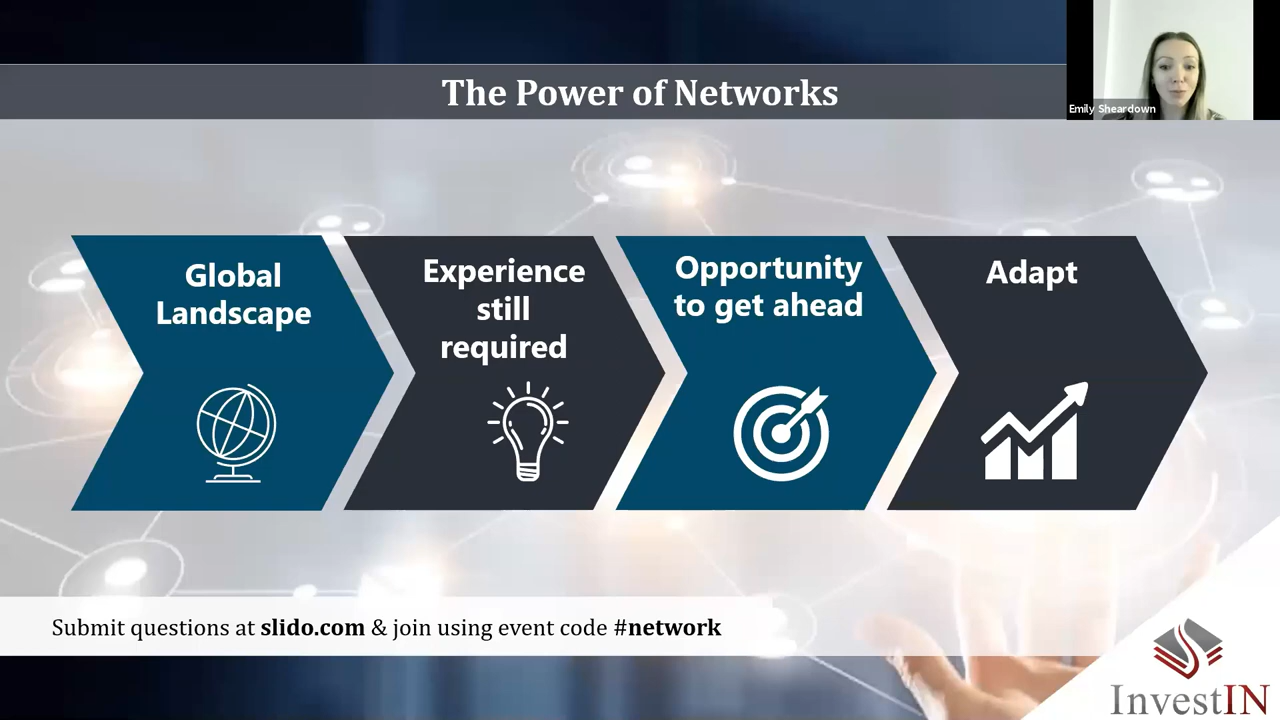 The Power of Networks
Emily Sheardown
Global
Landscape
Experience
still
required
Opportunity
to get ahead
Adapt
Submit questions at slido.com & join using event code #network
InvestIN